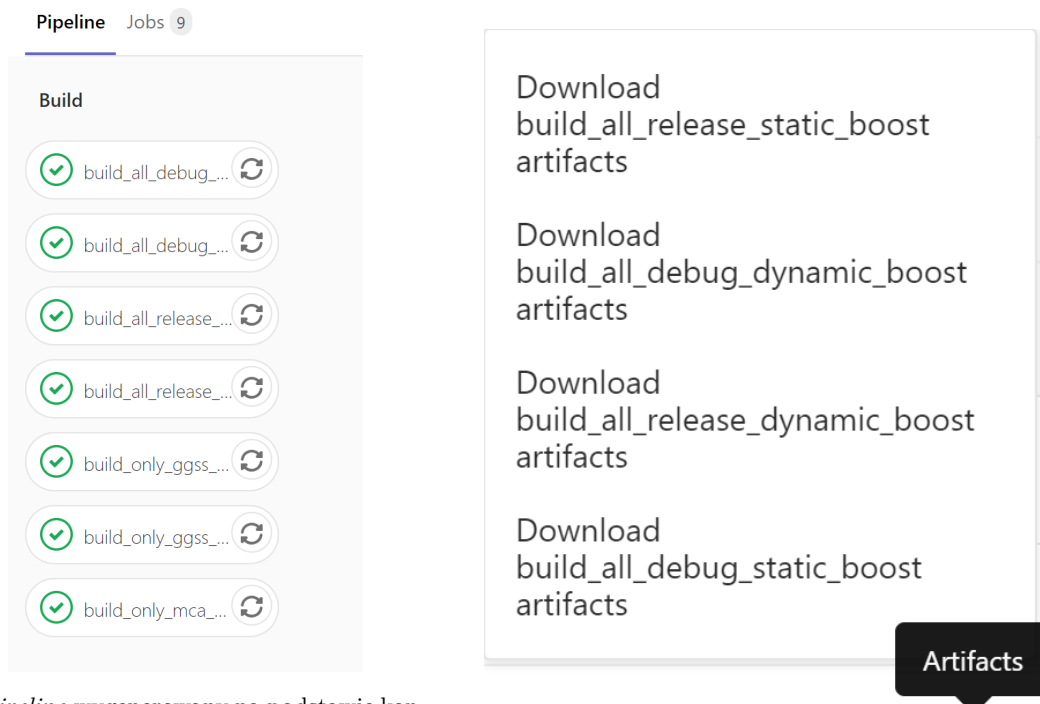 Pipeline Jobs 9
Build
build_all_debug_...
build_all_debug_...
build_all_release_...
build_all_release_...
build_only_ggss_...
build_only_ggss_...
build_only_mca_...
Download
build_all_release_static_boost
artifacts
Download
build_all_debug_dynamic_boost
artifacts
Download
build_all_release_dynamic_boost
artifacts
Download
build_all_debug_static_boost
artifacts
Artifacts